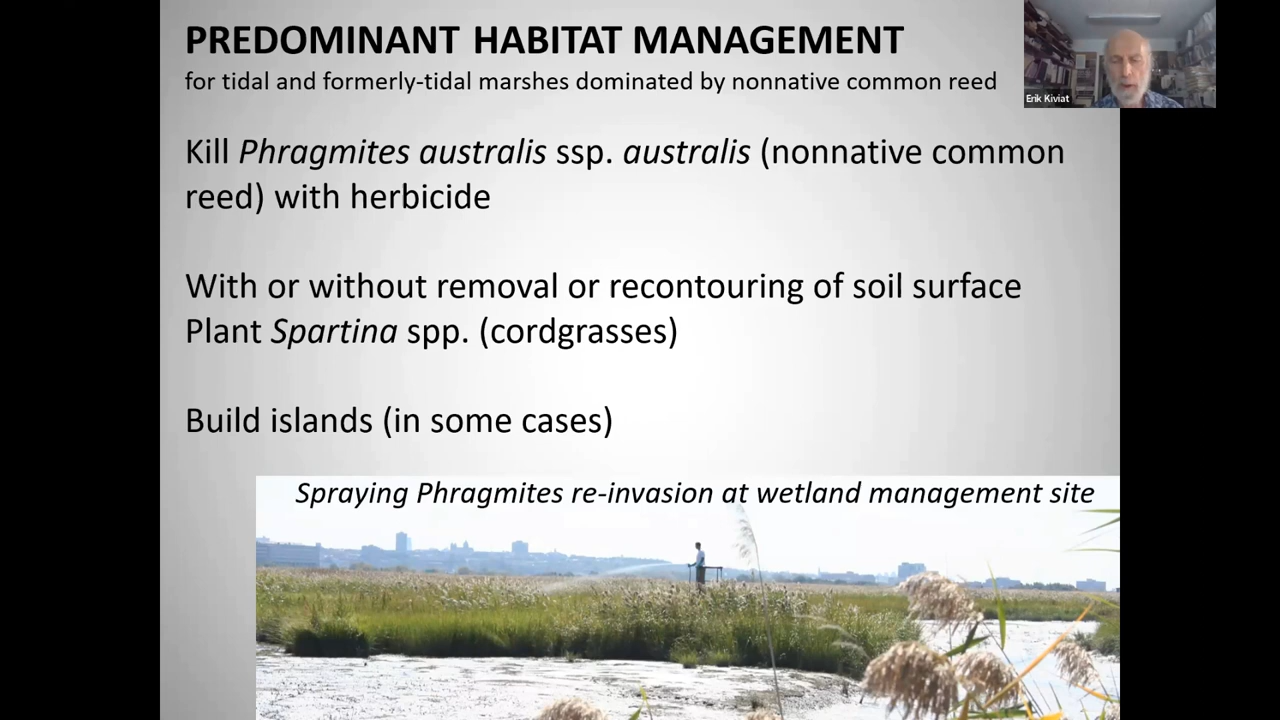 PREDOMINANT HABITAT MANAGEMENT
for tidal and formerly-tidal marshes dominated by nonnative common reed
Erik Kiviat
Kill Phragmites australis ssp. australis (nonnative common
reed) with herbicide
With or without removal or recontouring of soil surface
Plant Spartina spp. (cordgrasses)
Build islands (in some cases)
Spraying Phragmites re-invasion at wetland management site